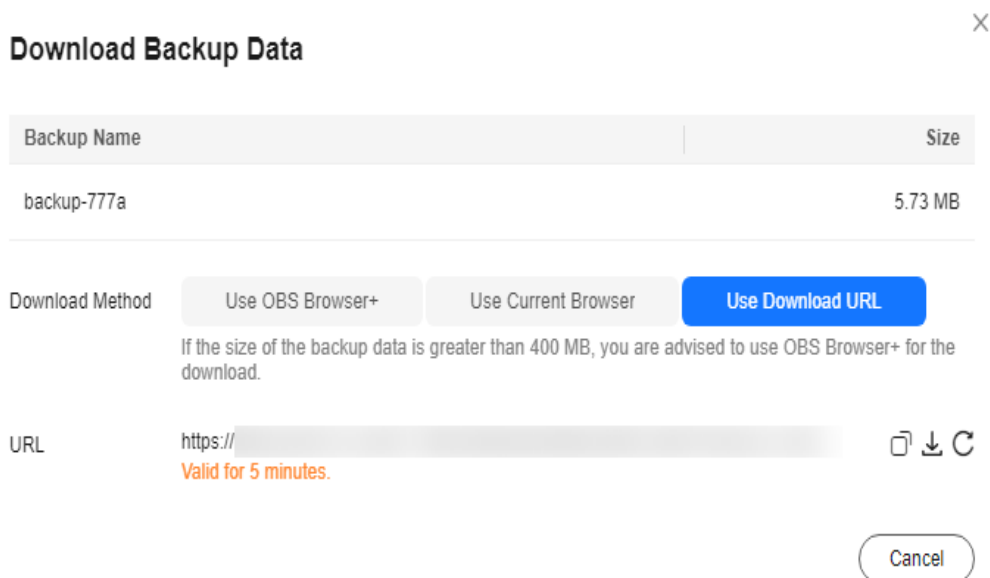 Download Backup Data
Backup Name Size
backup-777a 5.73 MB
Download Method Use OBS Browser+ Use Current Browser Use Download URL
If the size of the backup data is greater than 400 MB, you are advised to use OBS Browser+ for the
download.
URL https://
Valid for 5 minutes.
Cancel